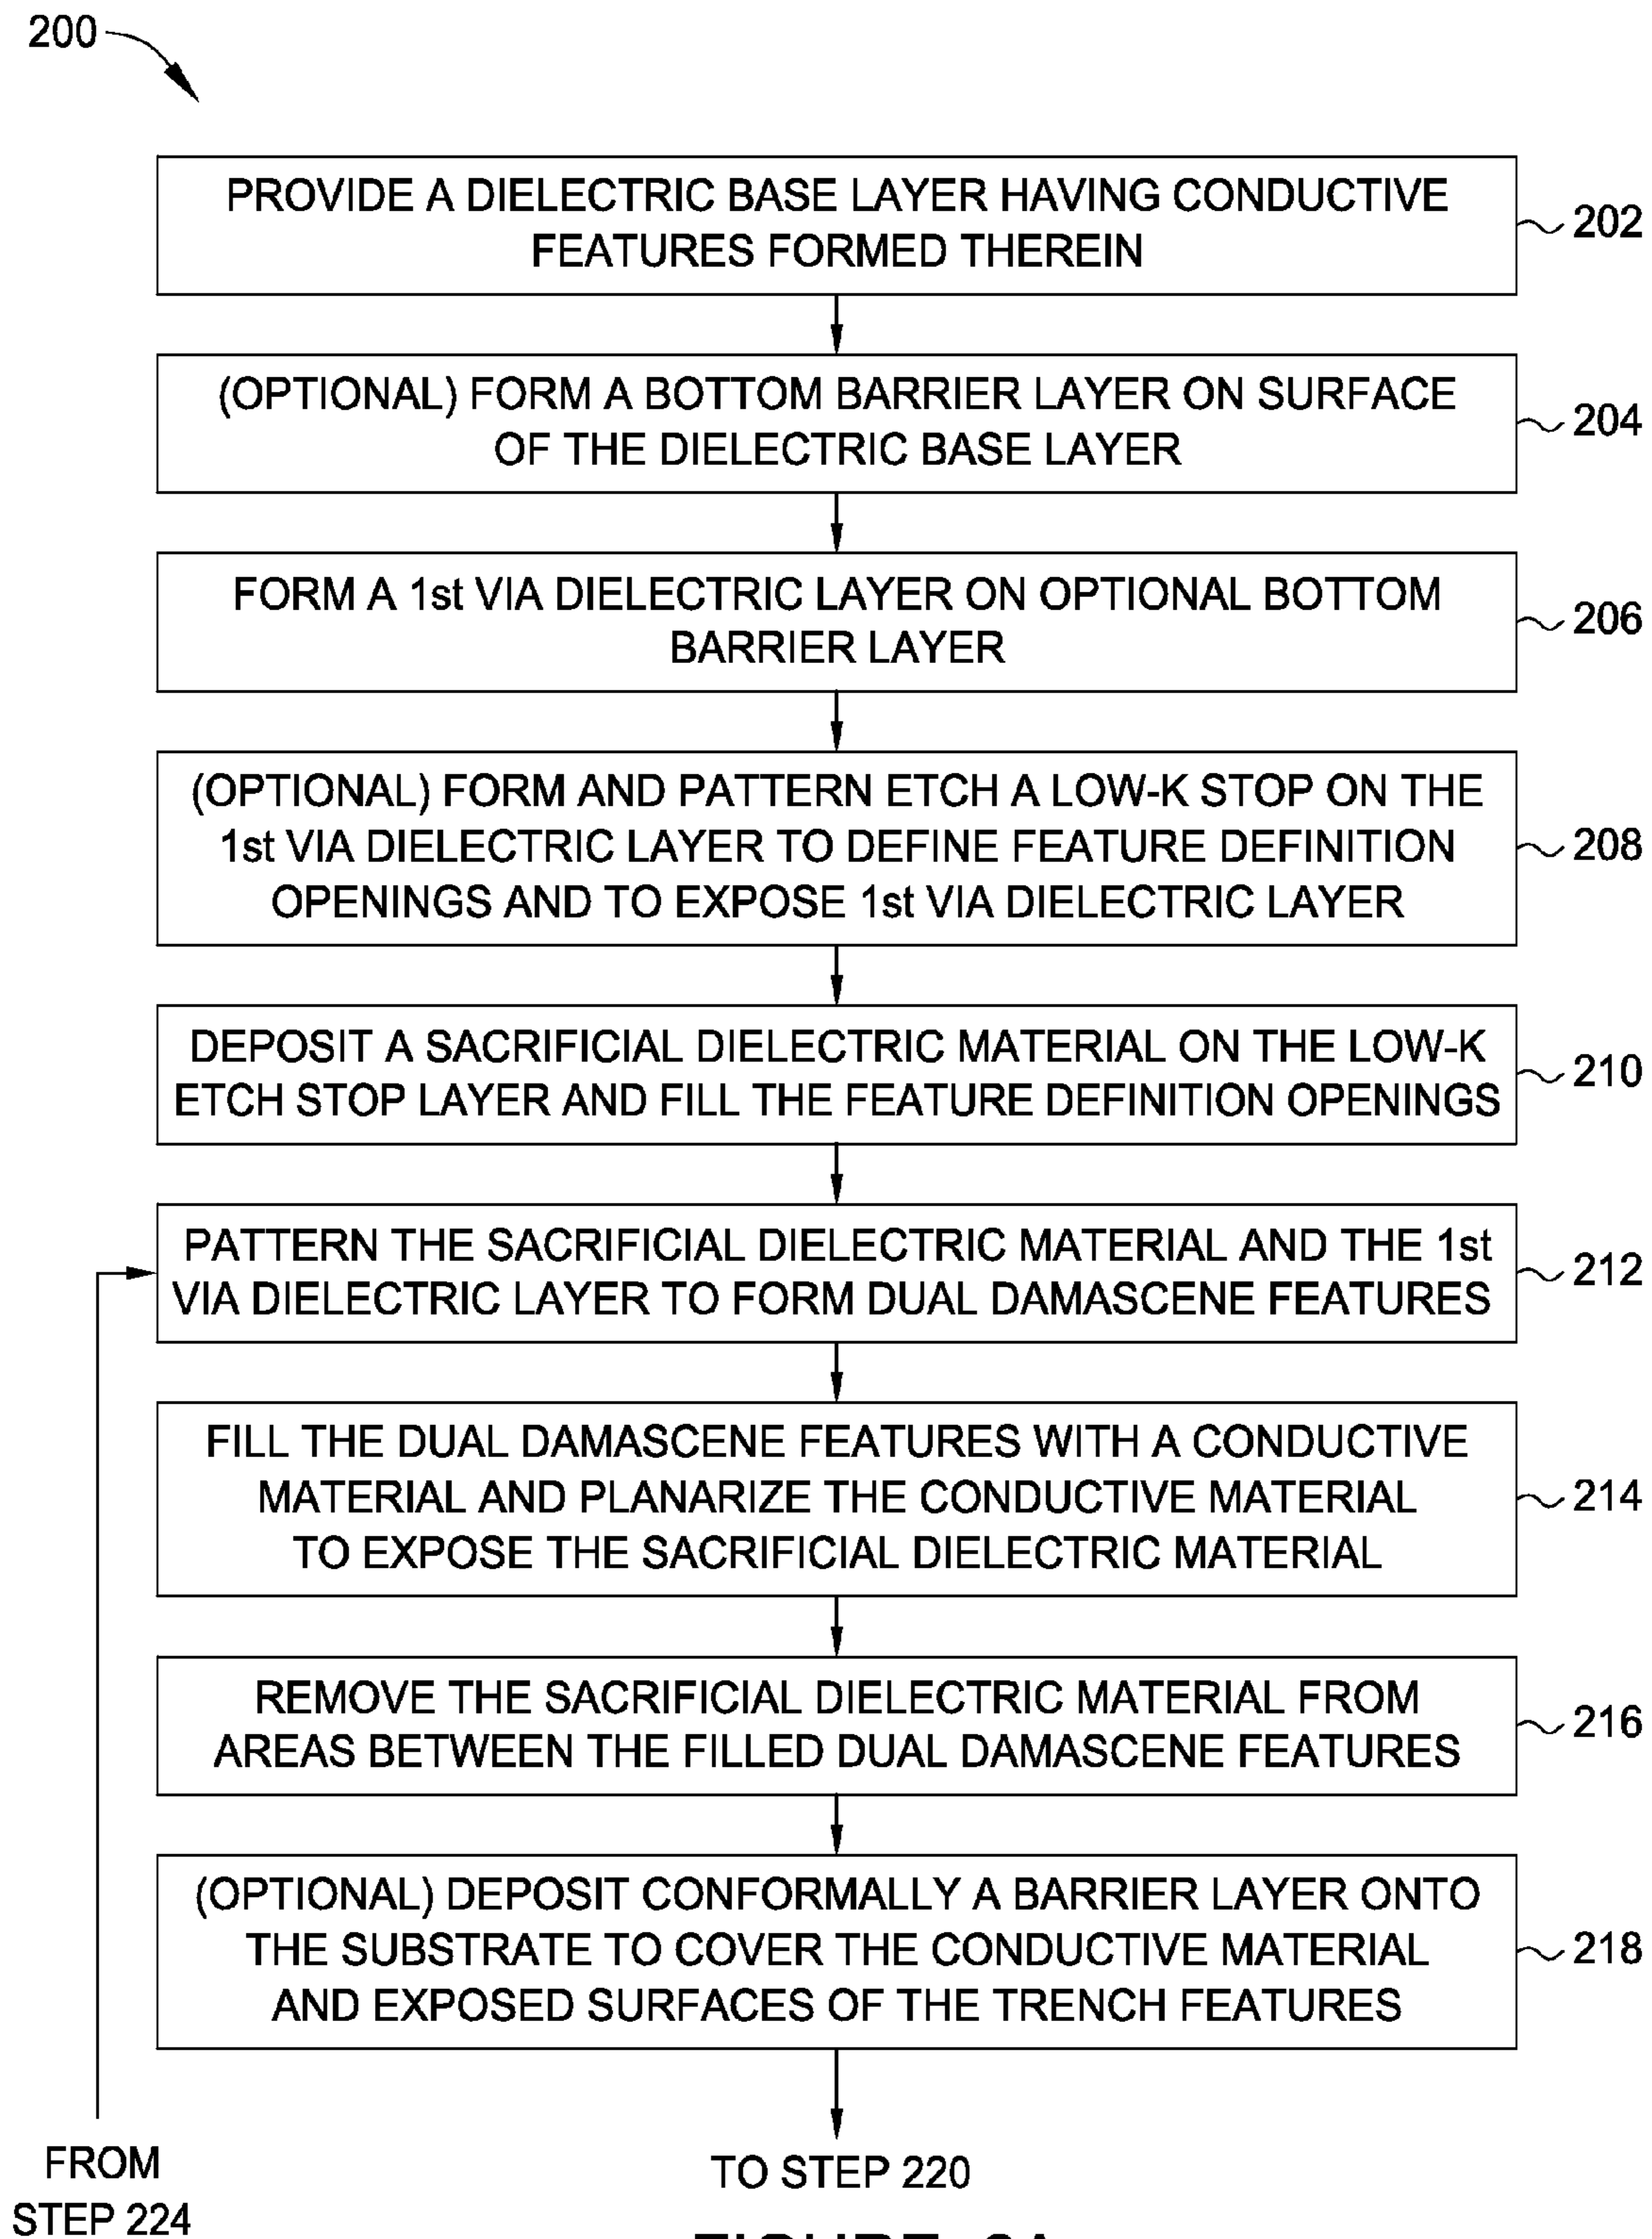 200
PROVIDE A DIELECTRIC BASE LAYER HAVING CONDUCTIVE
FEATURES FORMED THEREIN
202
(OPTIONAL) FORM A BOTTOM BARRIER LAYER ON SURFACE
OF THE DIELECTRIC BASE LAYER
204
FORM A 1st VIA DIELECTRIC LAYER ON OPTIONAL BOTTOM
BARRIER LAYER
206
(OPTIONAL) FORM AND PATTERN ETCH A LOW-K STOP ON THE
1st VIA DIELECTRIC LAYER TO DEFINE FEATURE DEFINITION
OPENINGS AND TO EXPOSE 1st VIA DIELECTRIC LAYER
208
DEPOSIT A SACRIFICIAL DIELECTRIC MATERIAL ON THE LOW-K
ETCH STOP LAYER AND FILL THE FEATURE DEFINITION OPENINGS
210
PATTERN THE SACRIFICIAL DIELECTRIC MATERIAL AND THE 1st
VIA DIELECTRIC LAYER TO FORM DUAL DAMASCENE FEATURES
212
FILL THE DUAL DAMASCENE FEATURES WITH A CONDUCTIVE
MATERIAL AND PLANARIZE THE CONDUCTIVE MATERIAL
TO EXPOSE THE SACRIFICIAL DIELECTRIC MATERIAL
214
REMOVE THE SACRIFICIAL DIELECTRIC MATERIAL FROM
AREAS BETWEEN THE FILLED DUAL DAMASCENE FEATURES
216
(OPTIONAL) DEPOSIT CONFORMALLY A BARRIER LAYER ONTO
THE SUBSTRATE TO COVER THE CONDUCTIVE MATERIAL
AND EXPOSED SURFACES OF THE TRENCH FEATURES
218
FROM
STEP 224
TO STEP 220